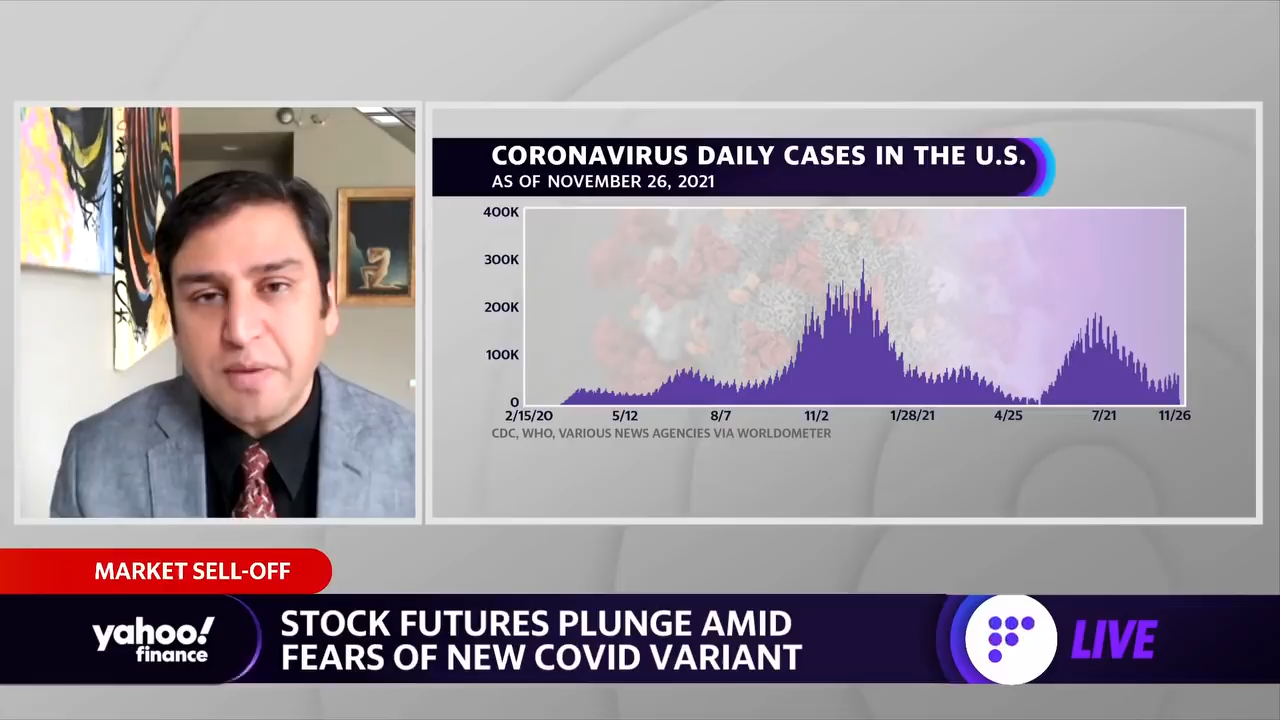 CORONAVIRUS DAILY CASES IN THE U.S.
AS OF NOVEMBER 26, 2021
400K
300K
200K
100K
0
2/15/20 5/12 8/7 11/2 1/28/21 4/25 7/21 11/26
CDC, WHO, VARIOUS NEWS AGENCIES VIA WORLDOMETER
MARKET SELL-OFF
yahoo!
finance
STOCK FUTURES PLUNGE AMID
FEARS OF NEW COVID VARIANT
LIVE